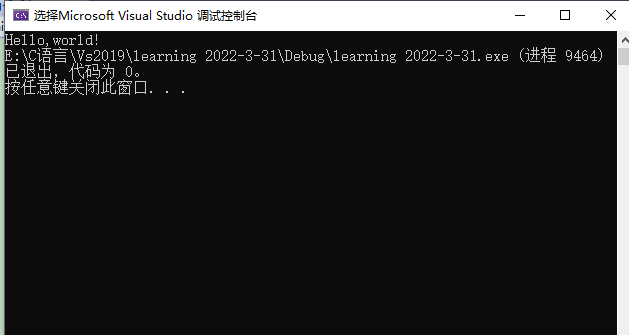 选择Microsoft Visual Studio 调试控制台
Hello,world!
E:\C语言\Vs2019\learning 2022-3-31\Debug\learning 2022-3-31.exe (进程 9464)
已退出，代码为 0。
按任意键关闭此窗口. . .